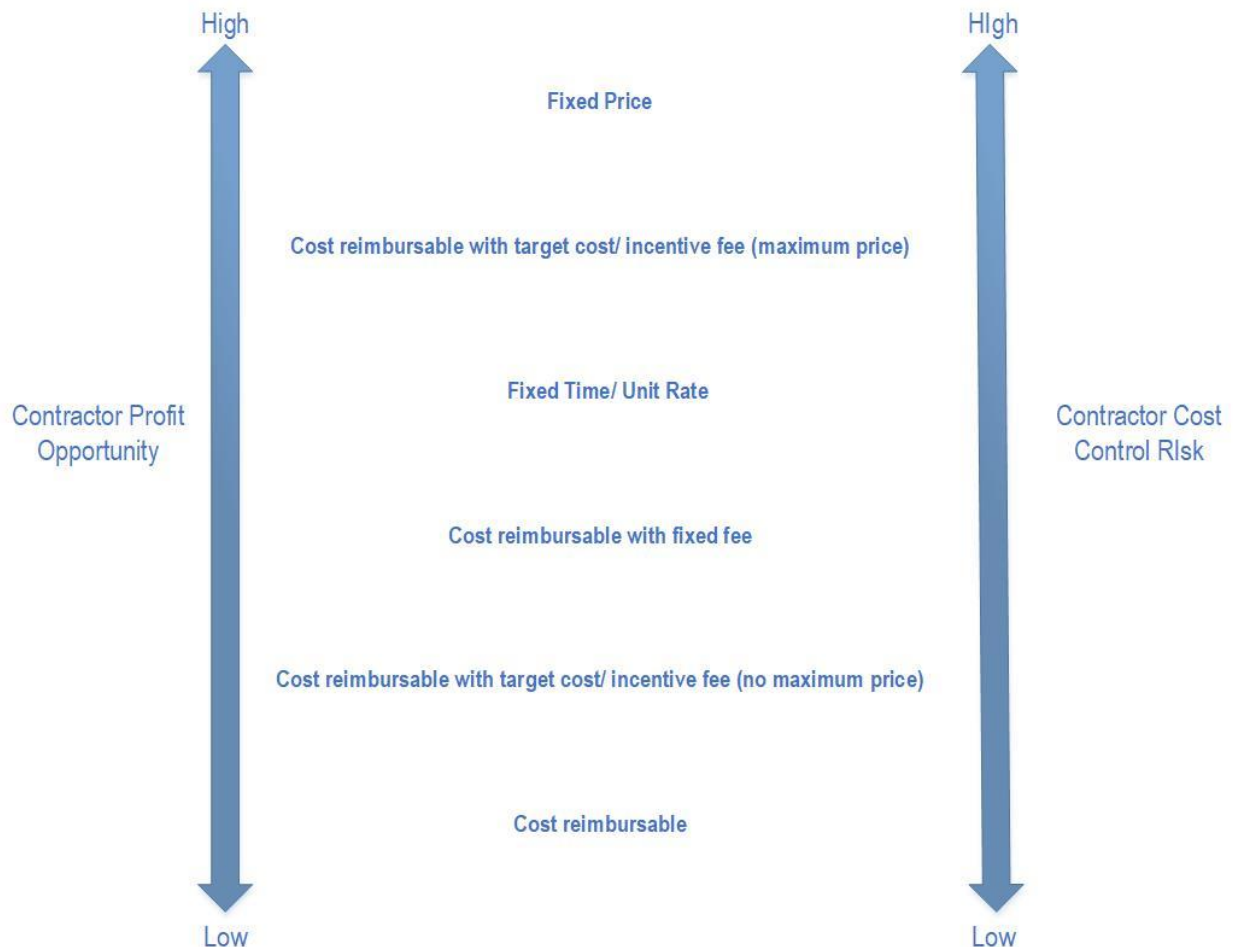 High
HIgh
Fixed Price
Cost reimbursable with target cost/ incentive fee (maximum price)
Fixed Time/ Unit Rate
Contractor Profit
Opportunity
Contractor Cost
Control RIsk
Cost reimbursable with fixed fee
Cost reimbursable with target cost/ incentive fee (no maximum price)
Cost reimbursable
Low
Low